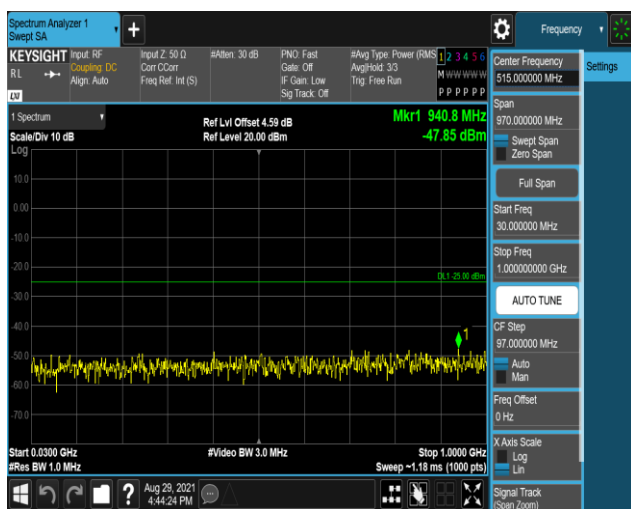 Spectrum Analyzer 1
Swept SA
Frequency
KEYSIGHT
RL
Input: RF
Coupling: DC
Align: Auto
Input Z: 50 Ω
Corr CCorr
Freq Ref: Int (S)
#Atten: 30 dB
PNO: Fast
Gate: Off
IF Gain: Low
Sig Track: Off
#Avg Type: Power (RMS
Avg|Hold: 3/3
Trig: Free Run
1 2 3 4 5 6
M W W W W W
P P P P P P
1 Spectrum
Scale/Div 10 dB
Log
Ref Lvl Offset 4.59 dB
Ref Level 20.00 dBm
Mkr1 940.8 MHz
-47.85 dBm
10.0
0.00
-10.0
-20.0
-30.0
-40.0
-50.0
-60.0
-70.0
DL1 -25.00 dBm
1
Start 0.0300 GHz
#Res BW 1.0 MHz
#Video BW 3.0 MHz
Stop 1.0000 GHz
Sweep ~1.18 ms (1000 pts)
?
Aug 29, 2021
4:44:24 PM
Center Frequency
515.000000 MHz
Span
970.000000 MHz
Swept Span
Zero Span
Full Span
Start Freq
30.000000 MHz
Stop Freq
1.000000000 GHz
AUTO TUNE
CF Step
97.000000 MHz
Auto
Man
Freq Offset
0 Hz
X Axis Scale
Log
Lin
Signal Track
(Span Zoom)
Settings